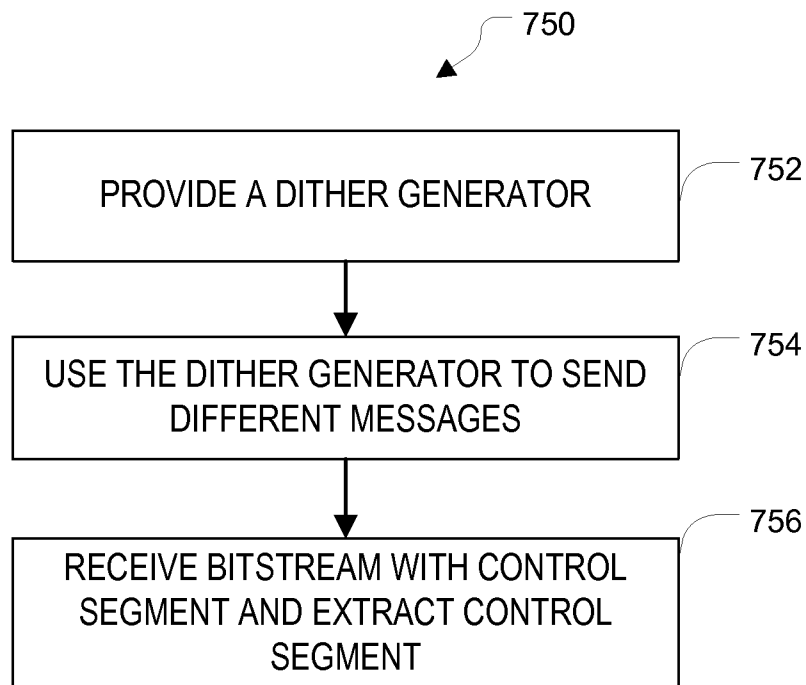 750
PROVIDE A DITHER GENERATOR
752
USE THE DITHER GENERATOR TO SEND
DIFFERENT MESSAGES
754
RECEIVE BITSTREAM WITH CONTROL
SEGMENT AND EXTRACT CONTROL
SEGMENT
756